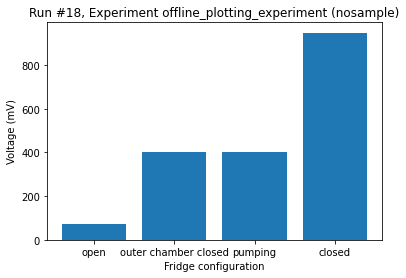 Run #18, Experiment offline_plotting_experiment (nosample)
800
600
400
200
0
Voltage (mV)
open outer chamber closed pumping closed
Fridge configuration